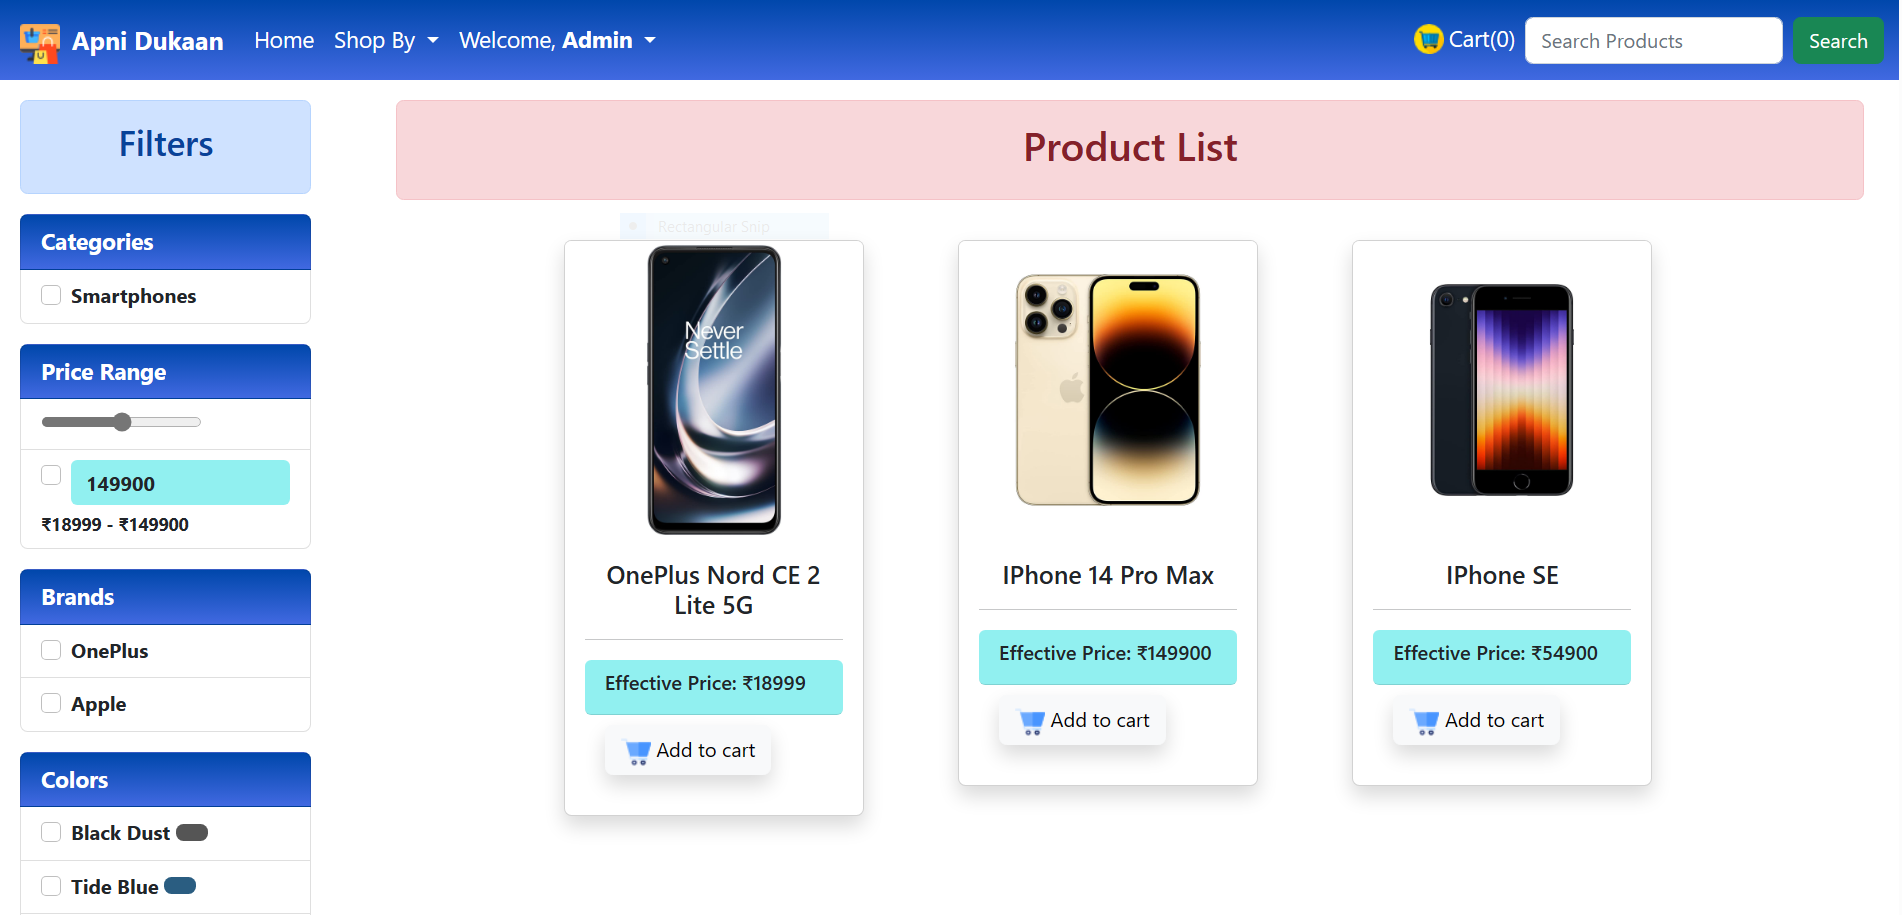 Apni Dukaan Home Shop By Welcome, Admin Cart(0) Search Products Search
Filters
Categories
Smartphones
Price Range
149900
₹18999 - ₹149900
Brands
OnePlus
Apple
Colors
Black Dust
Tide Blue
Product List
Rectangular Snip
Never
Settle
OnePlus Nord CE 2
Lite 5G
Effective Price: ₹18999
Add to cart
IPhone 14 Pro Max
Effective Price: ₹149900
Add to cart
IPhone SE
Effective Price: ₹54900
Add to cart